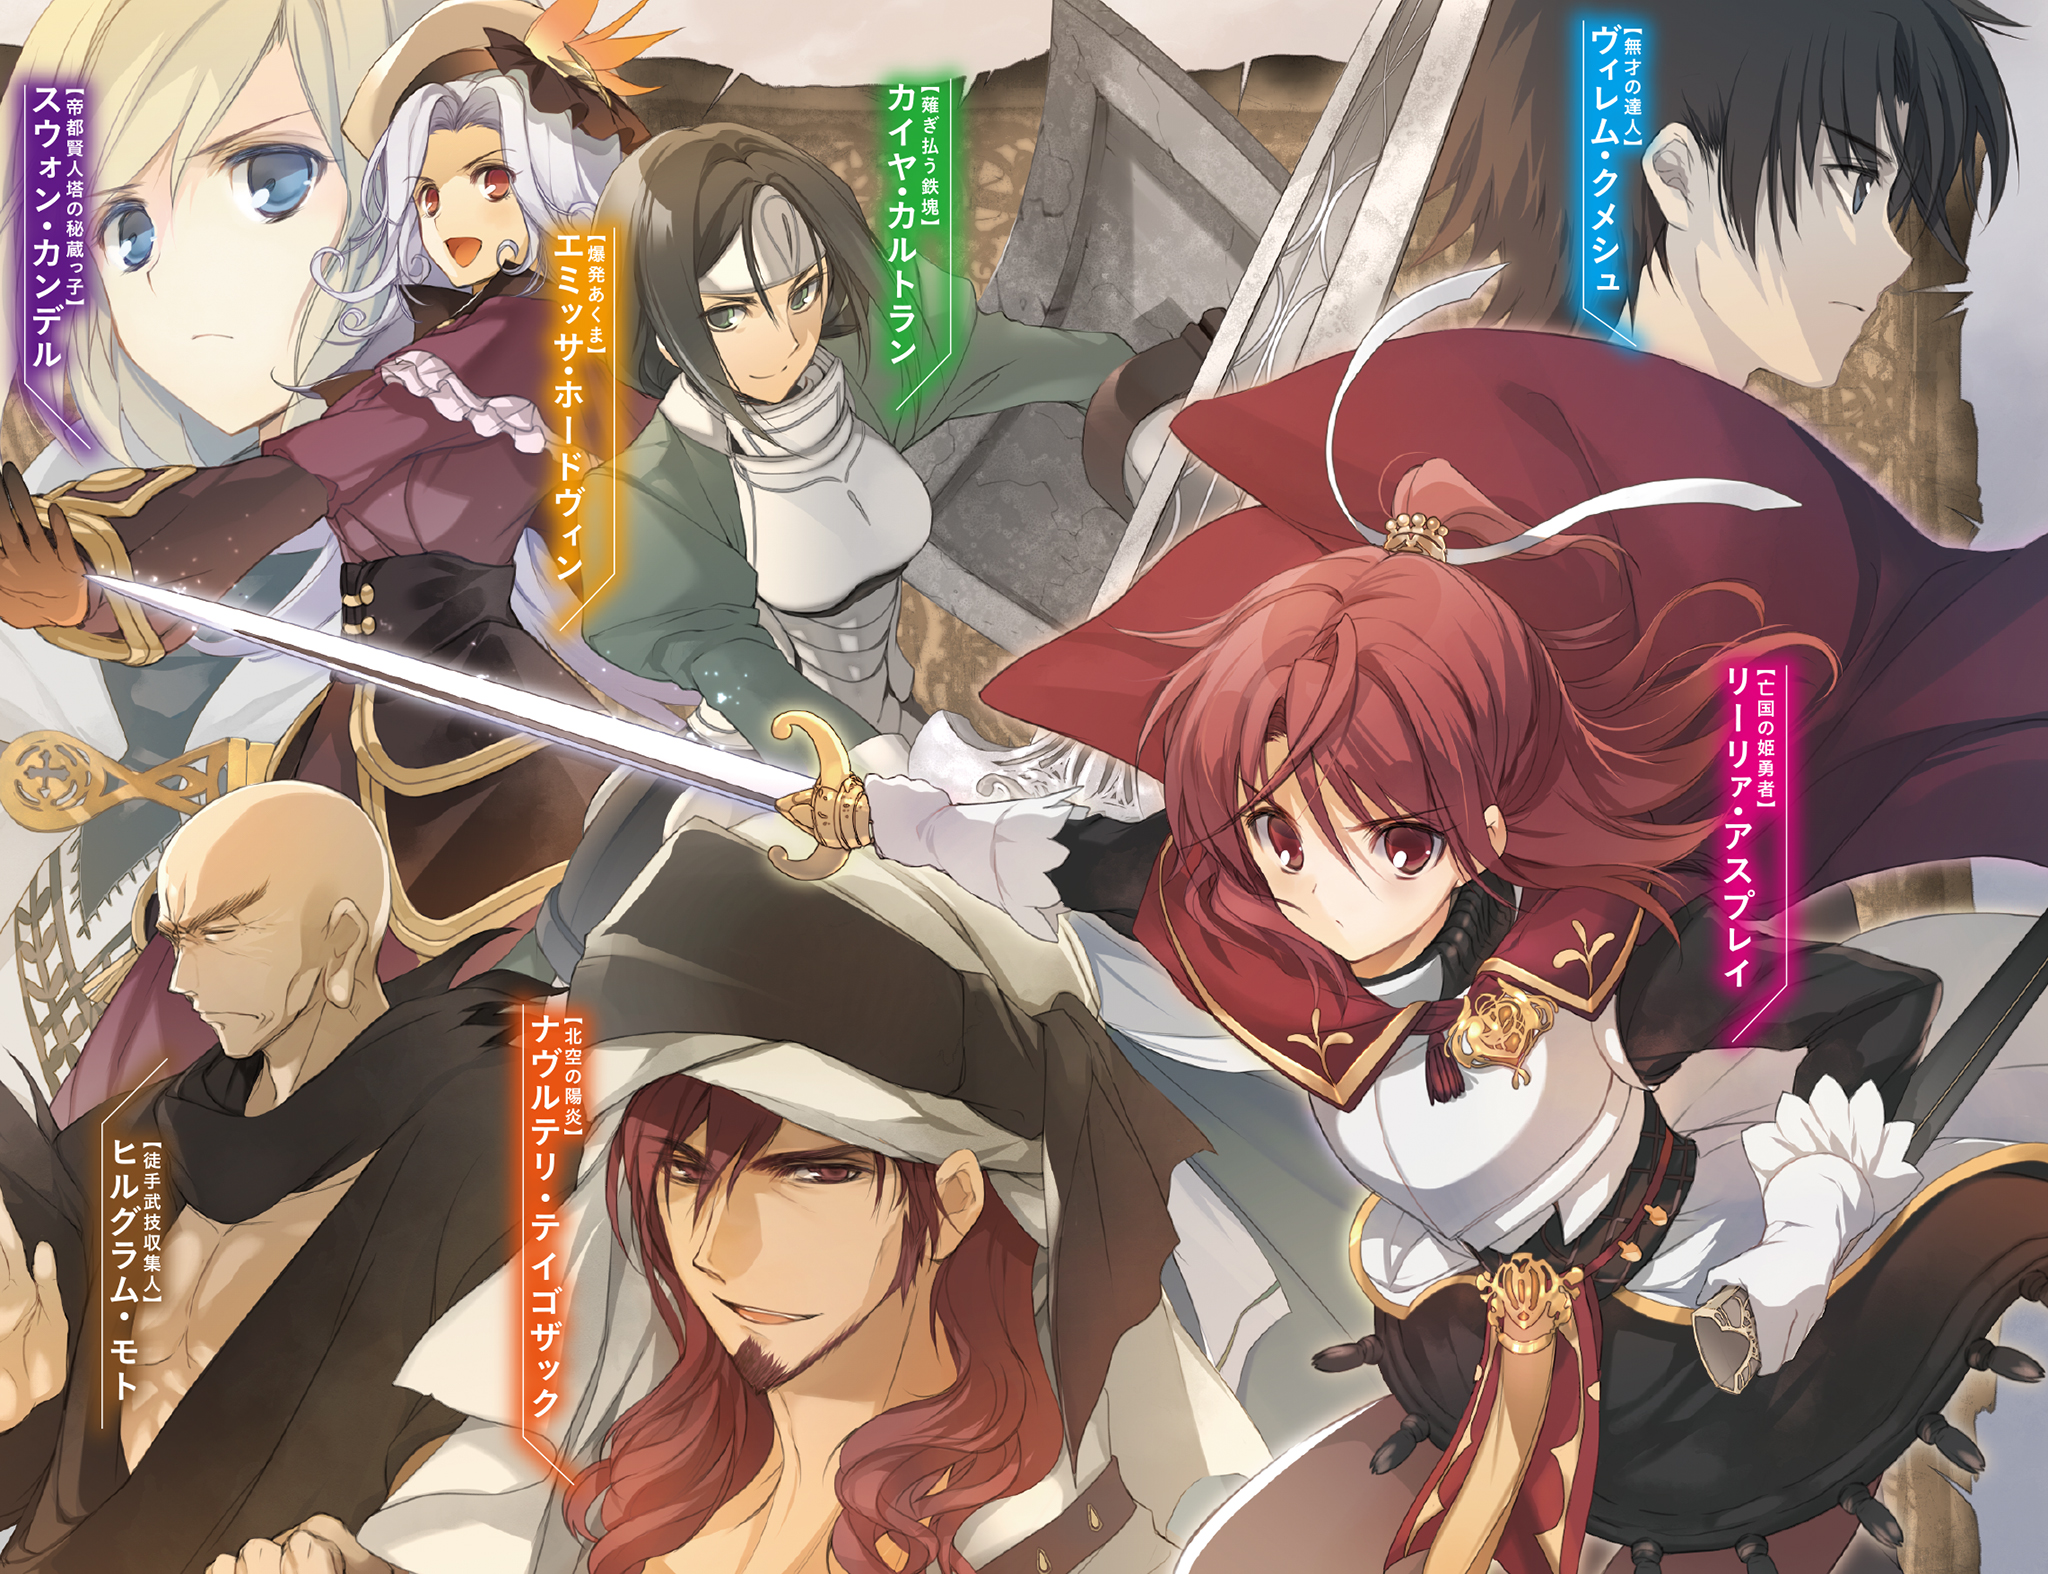 【無才の達人】
ヴィレム・クメシュ
【亡国の姫勇者】
リーリァ・アスプレイ
【薙ぎ払う鉄塊】
カイヤ・カルトラン
【爆発あくま】
エミッサ・ホードヴィン
【帝都賢人塔の秘蔵っ子】
スウォン・カンデル
【北空の陽炎】
ナヴルテリ・ティゴザック
【徒手武技収集人】
ヒルグラム・モト